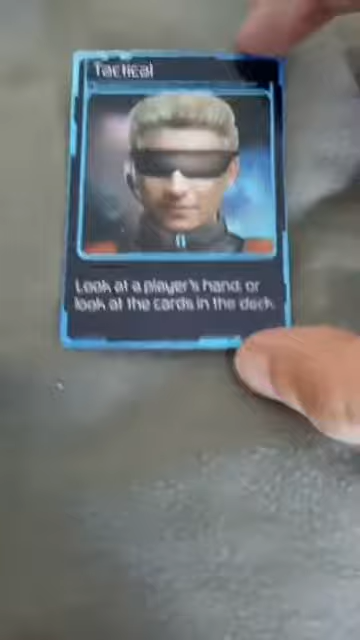 Tactical
Look at a player's hand, or
look at the cards in the deck.